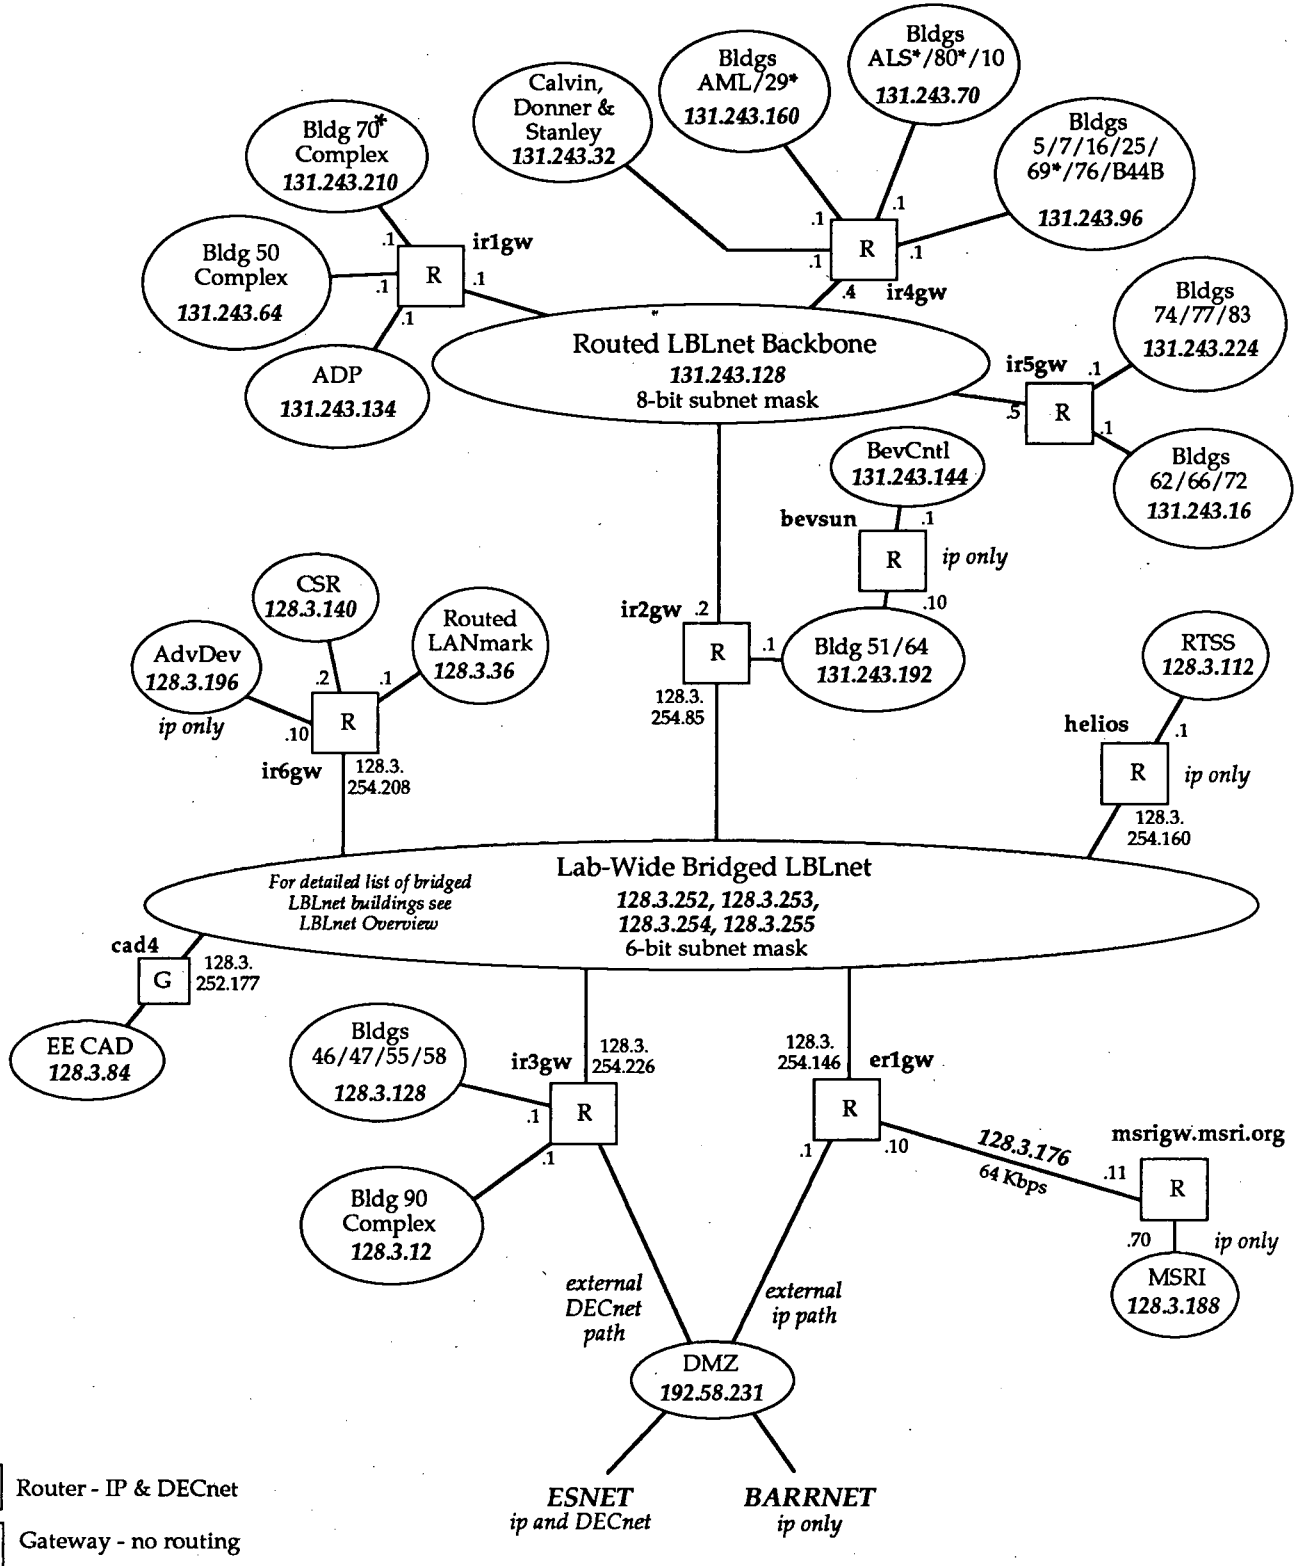 Bldgs
ALS*/80*/10
131.243.70
Bldgs
AML/29*
131.243.160
Calvin,
Donner &
Stanley
131.243.32
Bldgs
5/7/16/25/
69*/76/B44B
131.243.96
Bldg 70*
Complex
131.243.210
Bldg 50
Complex
131.243.64
ADP
131.243.134
.1
.1
.1
.1
R
ir1gw
.1
.1
.1
.1
R
.4
ir4gw
Routed LBLnet Backbone
131.243.128
8-bit subnet mask
Bldgs
74/77/83
131.243.224
ir5gw
.1
.5
R
.1
Bldgs
62/66/72
131.243.16
BevCntl
131.243.144
bevsun
.1
R
ip only
.10
ir2gw
.2
R
.1
128.3.
254.85
Bldg 51/64
131.243.192
CSR
128.3.140
AdvDev
128.3.196
ip only
Routed
LANmark
128.3.36
.2
.1
.10
R
ir6gw
128.3.
254.208
RTSS
128.3.112
helios
.1
R
ip only
128.3.
254.160
For detailed list of bridged
LBLnet buildings see
LBLnet Overview
Lab-Wide Bridged LBLnet
128.3.252, 128.3.253,
128.3.254, 128.3.255
6-bit subnet mask
cad4
G
128.3.
252.177
EE CAD
128.3.84
Bldgs
46/47/55/58
128.3.128
ir3gw
128.3.
254.226
.1
R
.1
Bldg 90
Complex
128.3.12
128.3.
254.146
er1gw
R
.1
.10
128.3.176
64 Kbps
msrigw.msri.org
.11
R
.70
ip only
MSRI
128.3.188
external
DECnet
path
external
ip path
DMZ
192.58.231
ESNET
ip and DECnet
BARRNET
ip only
Router - IP & DECnet
Gateway - no routing